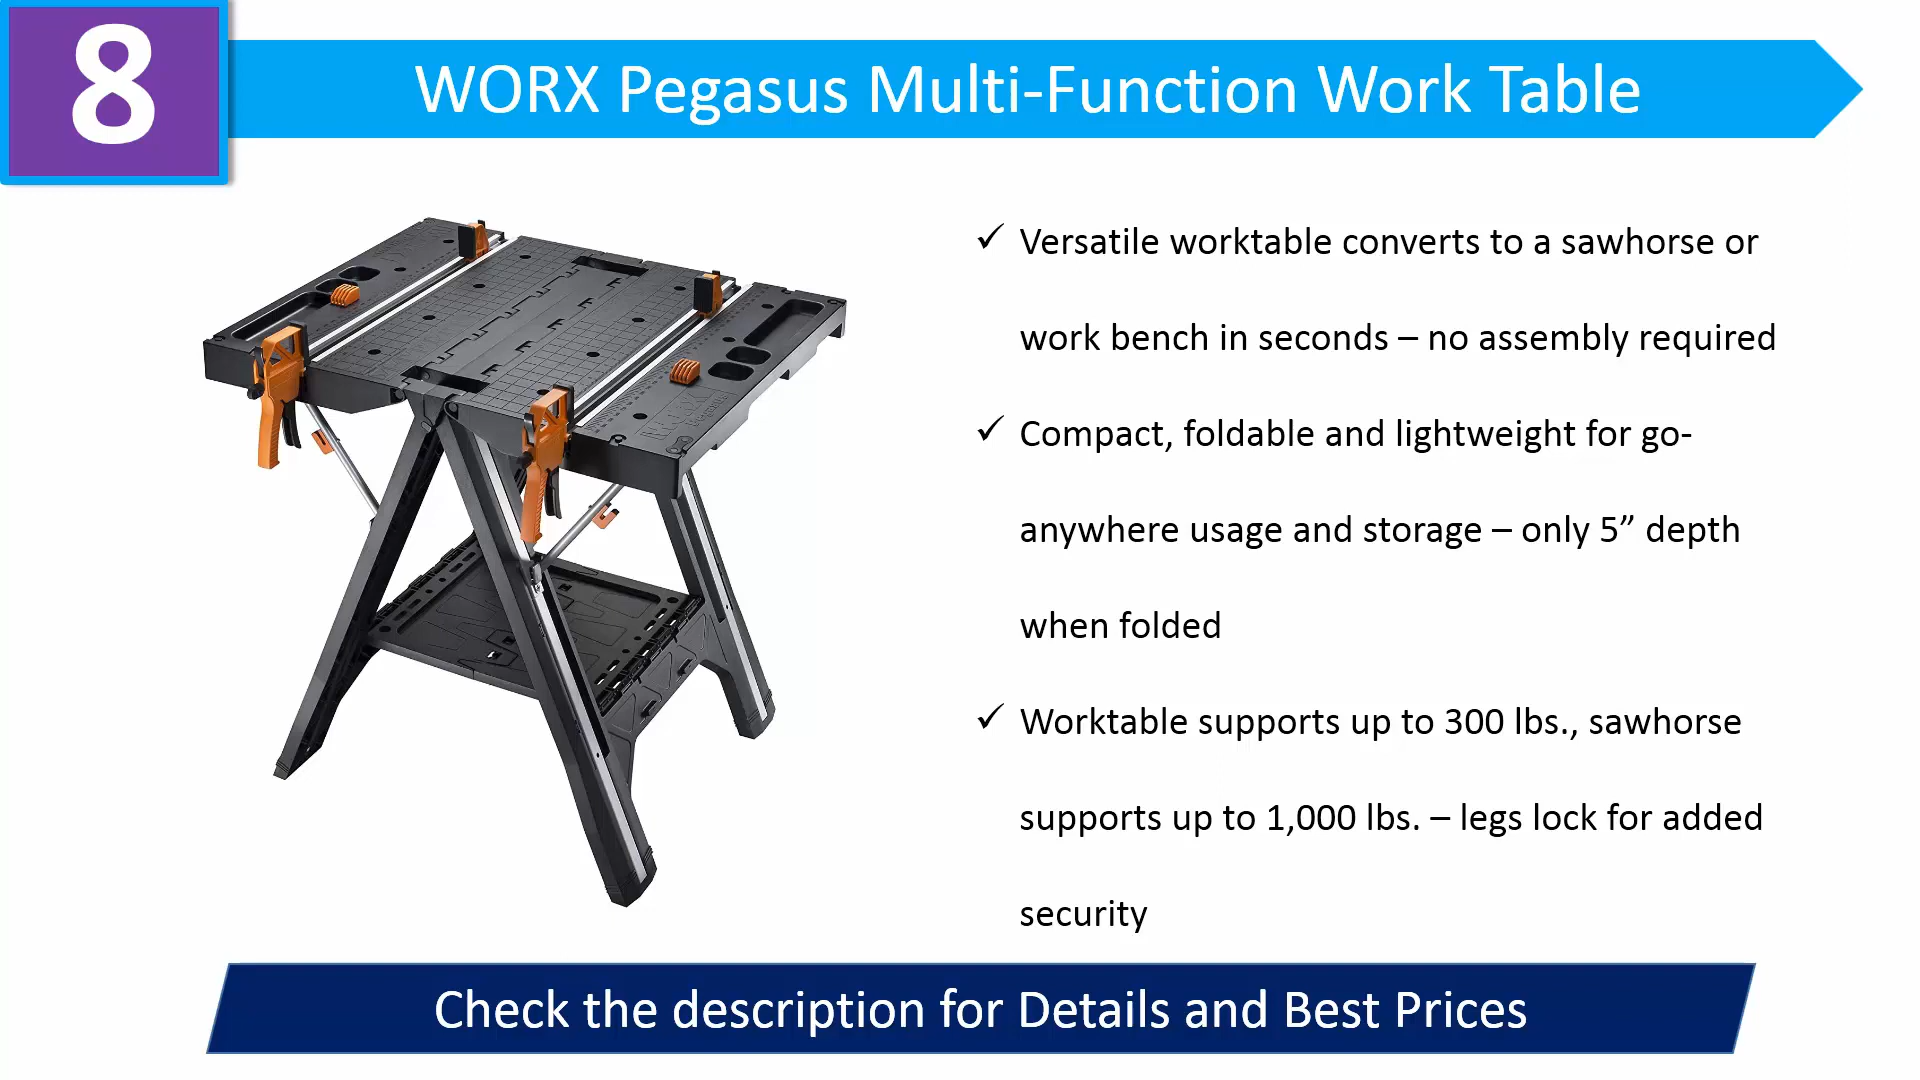 8
WORX Pegasus Multi-Function Work Table
✓ Versatile worktable converts to a sawhorse or
work bench in seconds – no assembly required
✓ Compact, foldable and lightweight for go-
anywhere usage and storage – only 5” depth
when folded
✓ Worktable supports up to 300 lbs., sawhorse
supports up to 1,000 lbs. – legs lock for added
security
Check the description for Details and Best Prices